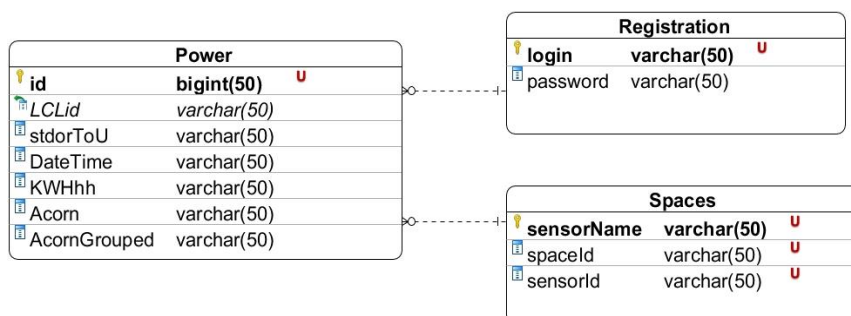 Power
id bigint(50) U
LCLid varchar(50)
stdorToU varchar(50)
DateTime varchar(50)
KWHhh varchar(50)
Acorn varchar(50)
AcornGrouped varchar(50)
Registration
login varchar(50) U
password varchar(50)
Spaces
sensorName varchar(50) U
spaceId varchar(50) U
sensorId varchar(50) U